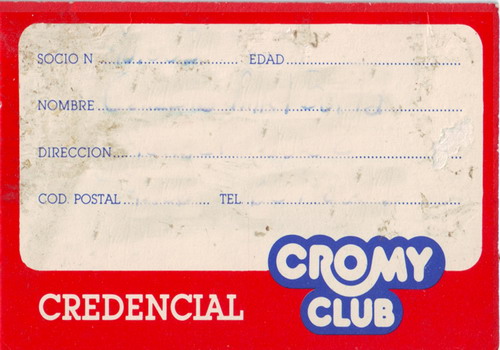 SOCIO N EDAD
NOMBRE
DIRECCION
COD. POSTAL TEL
CREDENCIAL
CROMY
CLUB